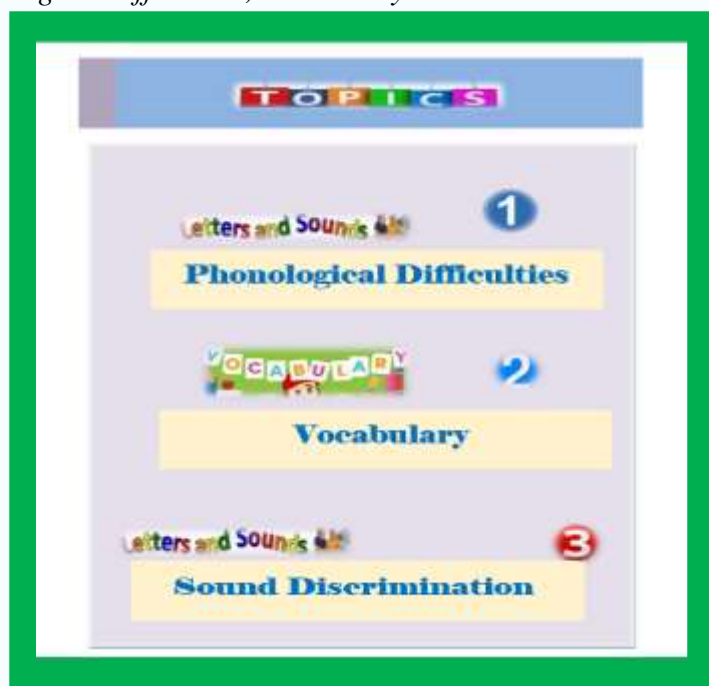 TOPICS
Letters and Sounds
1
Phonological Difficulties
VOCABULARY
2
Vocabulary
Letters and Sounds
3
Sound Discrimination